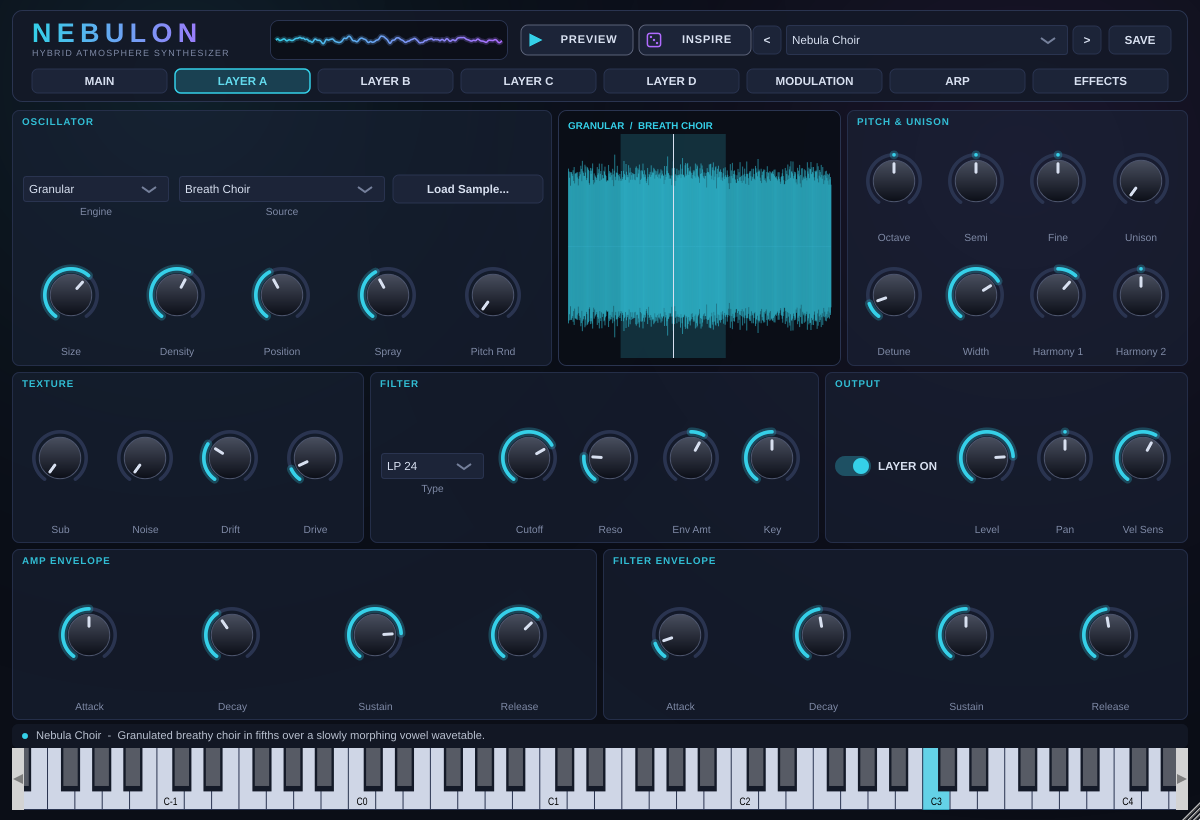 NEBULON
HYBRID ATMOSPHERE SYNTHESIZER
PREVIEW
INSPIRE
<
Nebula Choir
>
SAVE
MAIN
LAYER A
LAYER B
LAYER C
LAYER D
MODULATION
ARP
EFFECTS
OSCILLATOR
Granular
Breath Choir
Load Sample...
Engine
Source
Size
Density
Position
Spray
Pitch Rnd
GRANULAR / BREATH CHOIR
PITCH & UNISON
Octave
Semi
Fine
Unison
Detune
Width
Harmony 1
Harmony 2
TEXTURE
Sub
Noise
Drift
Drive
FILTER
LP 24
Type
Cutoff
Reso
Env Amt
Key
OUTPUT
LAYER ON
Level
Pan
Vel Sens
AMP ENVELOPE
Attack
Decay
Sustain
Release
FILTER ENVELOPE
Attack
Decay
Sustain
Release
Nebula Choir - Granulated breathy choir in fifths over a slowly morphing vowel wavetable.
C-1
C0
C1
C2
C3
C4